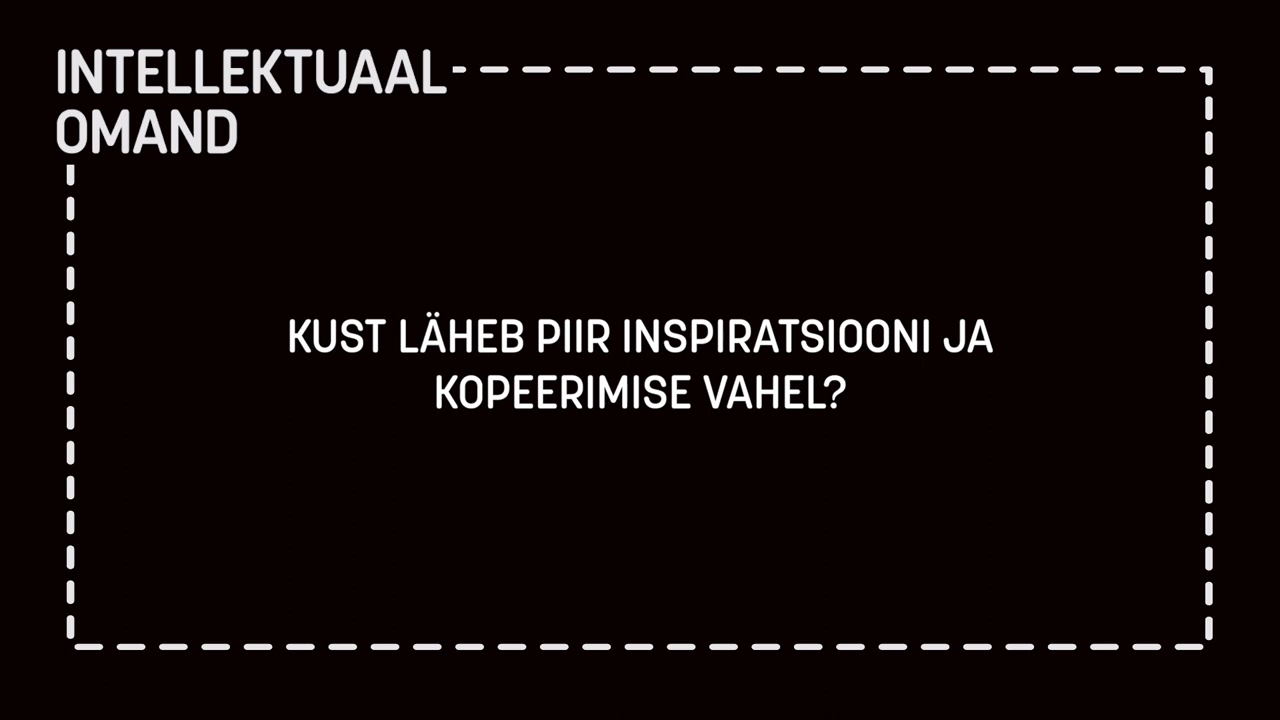 INTELLEKTUAAL
OMAND
KUST LÄHEB PIIR INSPIRATSIOONI JA
KOPEERIMISE VAHEL?